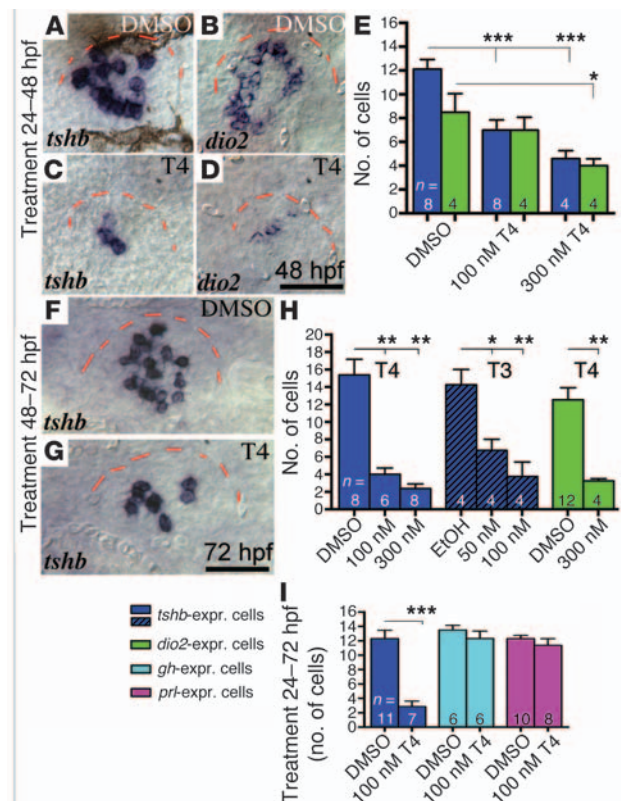 Treatment 24–48 hpf
A
DMSO
tshb
B
DMSO
dio2
C
T4
tshb
D
T4
dio2
48 hpf
E
No. of cells
16
14
12
10
8
6
4
2
0
***
***
*
n =
8 4 8 4 4 4
DMSO
100 nM T4
300 nM T4
Treatment 48–72 hpf
F
DMSO
tshb
G
T4
tshb
72 hpf
H
No. of cells
20
18
16
14
12
10
8
6
4
2
0
** **
T4
* **
T3
**
T4
n =
8 6 8 4 4 4 12 4
DMSO
100 nM
300 nM
EtOH
50 nM
100 nM
DMSO
300 nM
tshb-expr. cells
dio2-expr. cells
gh-expr. cells
prl-expr. cells
I
Treatment 24–72 hpf
(no. of cells)
16
14
12
10
8
6
4
2
0
***
n =
11 7 6 6 10 8
DMSO
100 nM T4
DMSO
100 nM T4
DMSO
100 nM T4